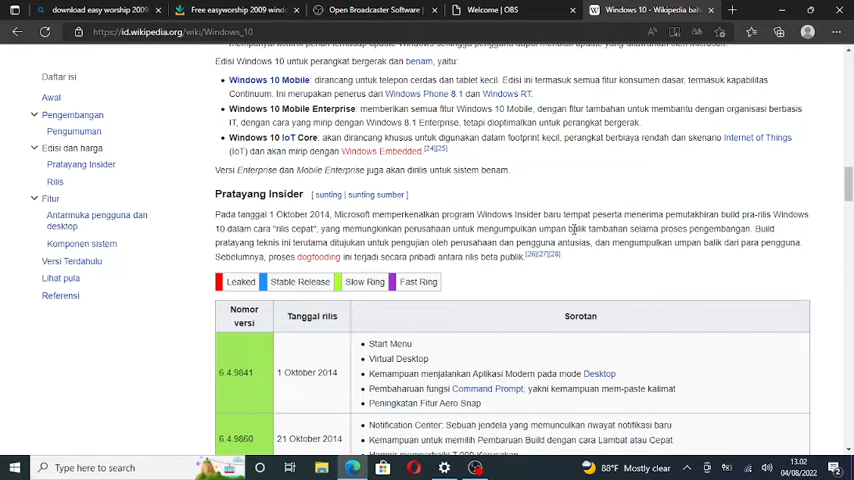 download easy worship 2009
Free easyworship 2009 wind
Open Broadcaster Software |
Welcome | OBS
Windows 10 - Wikipedia bah
https://id.wikipedia.org/wiki/Windows_10
Edisi Windows 10 untuk perangkat bergerak dan benam, yaitu:
Daftar isi
Awal
Pengembangan
Pengumuman
Edisi dan harga
Pratayang Insider
Rilis
Fitur
Antarmuka pengguna dan
desktop
Komponen sistem
Versi Terdahulu
Lihat pula
Referensi
Windows 10 Mobile: dirancang untuk telepon cerdas dan tablet kecil. Edisi ini termasuk semua fitur konsumen dasar, termasuk kapabilitas
Continuum. Ini merupakan penerus dari Windows Phone 8.1 dan Windows RT.
Windows 10 Mobile Enterprise: memberikan semua fitur Windows 10 Mobile, dengan fitur tambahan untuk membantu dengan organisasi berbasis
IT, dengan cara yang mirip dengan Windows 8.1 Enterprise, tetapi dioptimalkan untuk perangkat bergerak.
Windows 10 IoT Core: akan dirancang khusus untuk digunakan dalam footprint kecil, perangkat berbiaya rendah dan skenario Internet of Things
(IoT) dan akan mirip dengan Windows Embedded.[24][25]
Versi Enterprise dan Mobile Enterprise juga akan dirilis untuk sistem benam.
Pratayang Insider [ sunting | sunting sumber ]
Pada tanggal 1 Oktober 2014, Microsoft memperkenalkan program Windows Insider baru tempat peserta menerima pemutakhiran build pra-rilis Windows
10 dalam cara "rilis cepat", yang memungkinkan perusahaan untuk mengumpulkan umpan balik tambahan selama proses pengembangan. Build
pratayang teknis ini terutama ditujukan untuk pengujian oleh perusahaan dan pengguna antusias, dan mengumpulkan umpan balik dari para pengguna.
Sebelumnya, proses dogfooding ini terjadi secara pribadi antara rilis beta publik.[26][27][28]
Leaked Stable Release Slow Ring Fast Ring
Nomor
versi
Tanggal rilis
Sorotan
6.4.9841
1 Oktober 2014
Start Menu
Virtual Desktop
Kemampuan menjalankan Aplikasi Modern pada mode Desktop
Pembaharuan fungsi Command Prompt, yakni kemampuan mem-paste kalimat
Peningkatan Fitur Aero Snap
6.4.9860
21 Oktober 2014
Notification Center: Sebuah jendela yang memunculkan riwayat notifikasi baru
Kemampuan untuk memilih Pembaruan Build dengan cara Lambat atau Cepat
Type here to search
88°F Mostly clear
13.02
04/08/2022
2